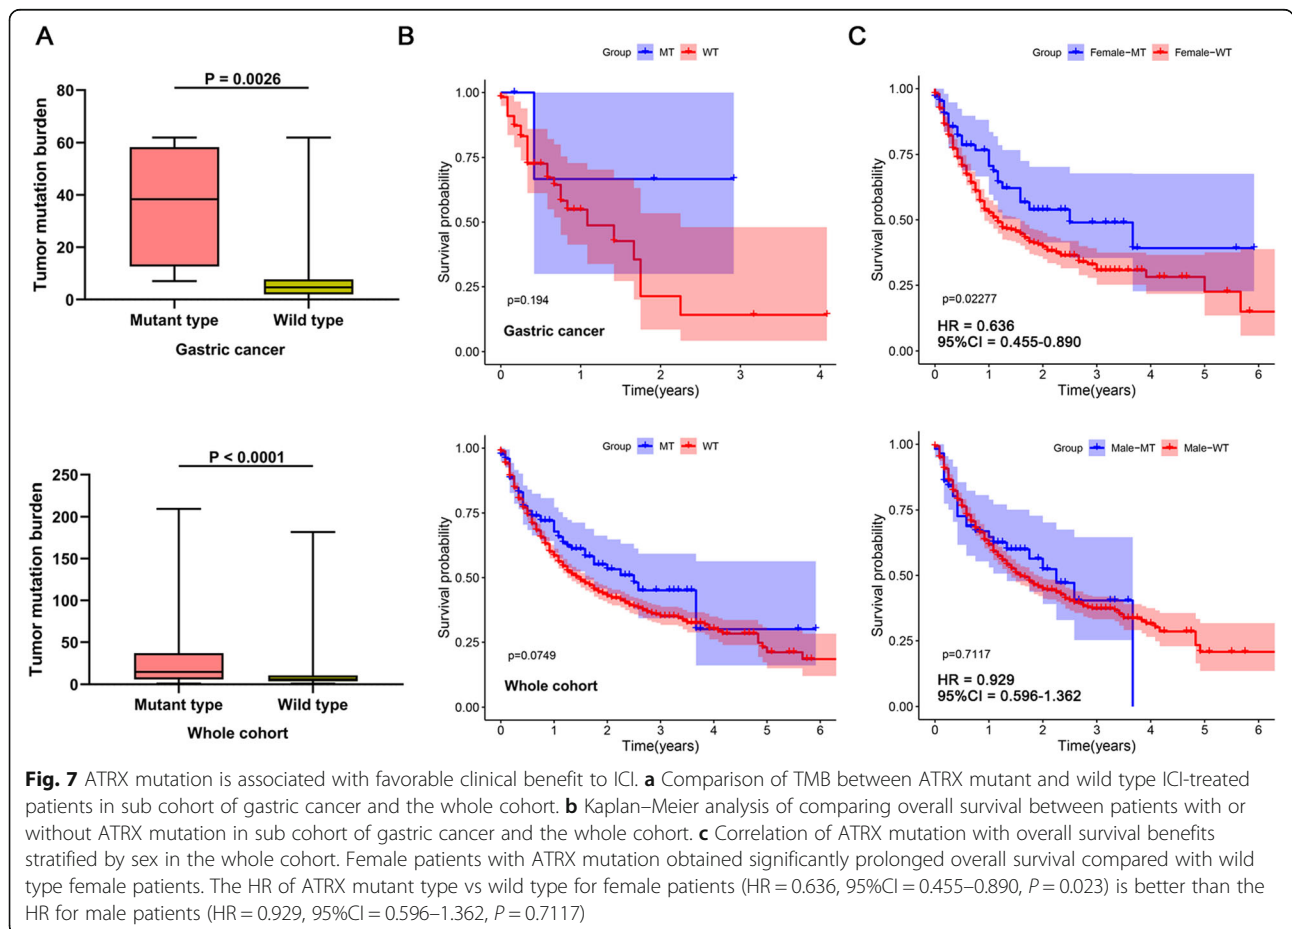 A
P = 0.0026
Tumor mutation burden
80
60
40
20
0
Mutant type
Wild type
Gastric cancer
P < 0.0001
Tumor mutation burden
250
200
150
100
50
0
Mutant type
Wild type
Whole cohort
B
Group MT WT
Survival probability
1.00
0.75
0.50
0.25
0.00
p=0.194
Gastric cancer
0 1 2 3 4
Time(years)
Group MT WT
Survival probability
1.00
0.75
0.50
0.25
0.00
p=0.0749
Whole cohort
0 1 2 3 4 5 6
Time(years)
C
Group Female−MT Female−WT
Survival probability
1.00
0.75
0.50
0.25
0.00
p=0.02277
HR = 0.636
95%CI = 0.455-0.890
0 1 2 3 4 5 6
Time(years)
Group Male−MT Male−WT
Survival probability
1.00
0.75
0.50
0.25
0.00
p=0.7117
HR = 0.929
95%CI = 0.596-1.362
0 1 2 3 4 5 6
Time(years)
Fig. 7 ATRX mutation is associated with favorable clinical benefit to ICI. a Comparison of TMB between ATRX mutant and wild type ICI-treated
patients in sub cohort of gastric cancer and the whole cohort. b Kaplan–Meier analysis of comparing overall survival between patients with or
without ATRX mutation in sub cohort of gastric cancer and the whole cohort. c Correlation of ATRX mutation with overall survival benefits
stratified by sex in the whole cohort. Female patients with ATRX mutation obtained significantly prolonged overall survival compared with wild
type female patients. The HR of ATRX mutant type vs wild type for female patients (HR = 0.636, 95%CI = 0.455–0.890, P = 0.023) is better than the
HR for male patients (HR = 0.929, 95%CI = 0.596–1.362, P = 0.7117)